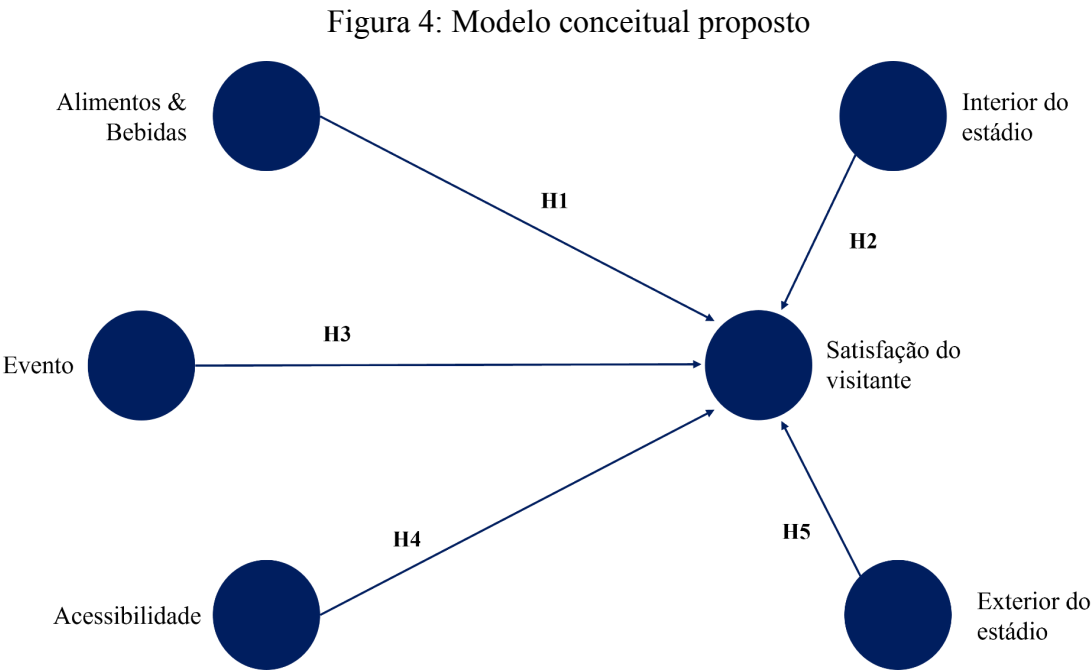 Figura 4: Modelo conceitual proposto
Alimentos &
Bebidas
Interior do
estádio
H1
H2
H3
Evento
Satisfação do
visitante
H4
H5
Acessibilidade
Exterior do
estádio